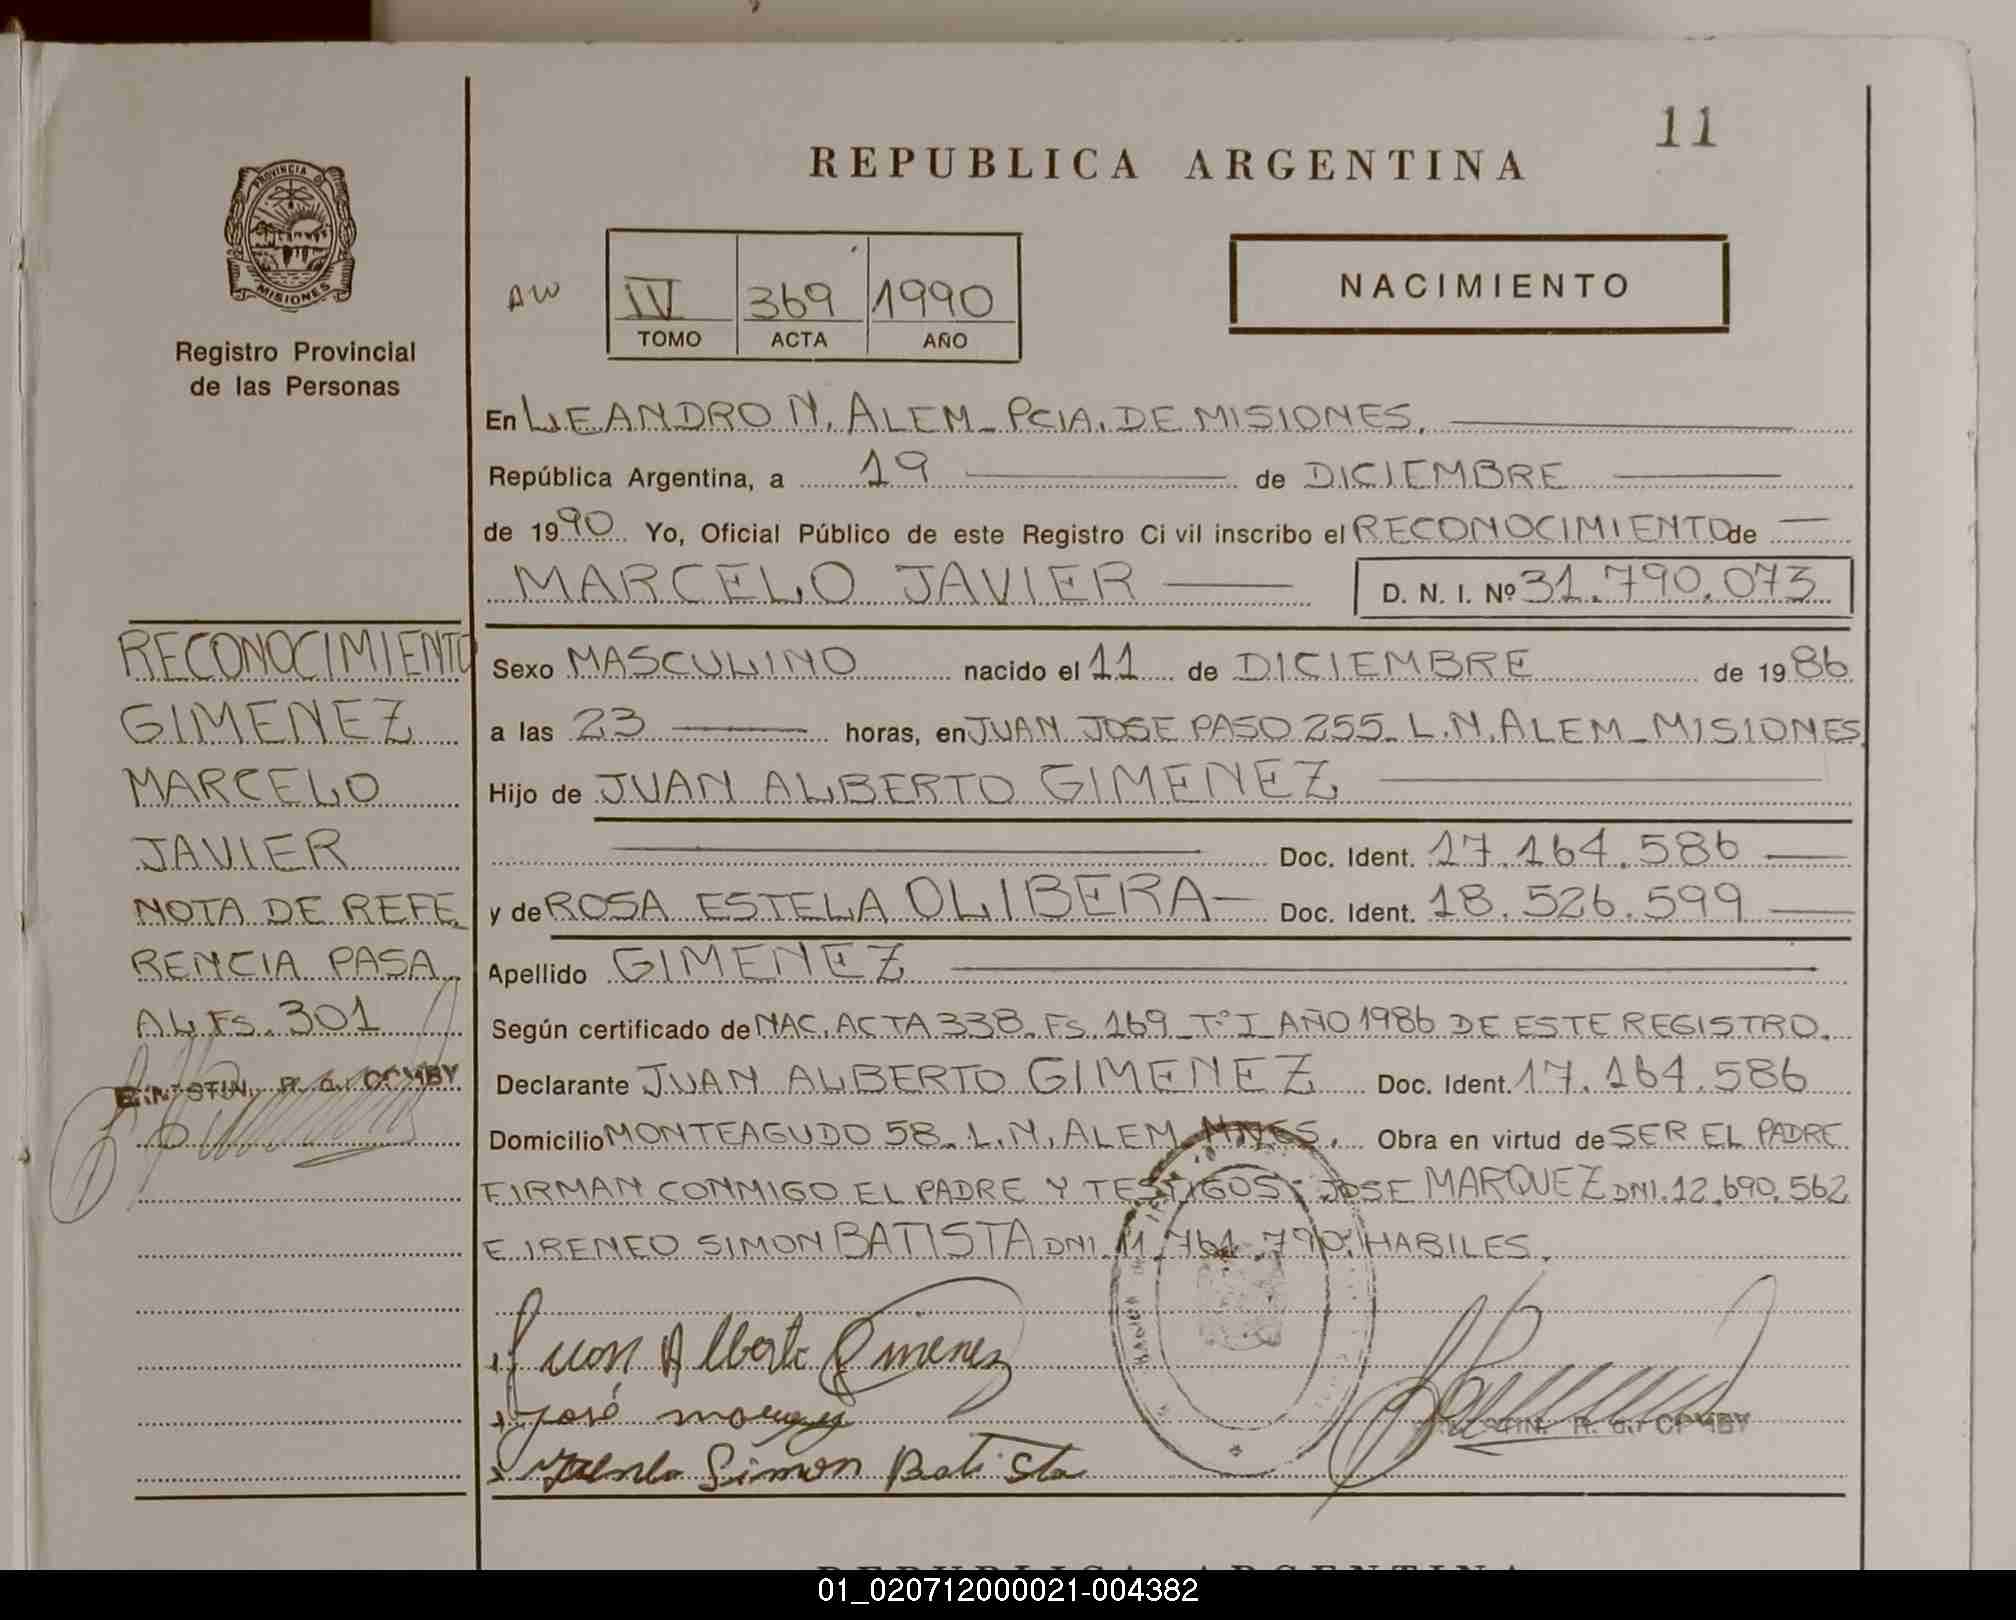 11
REPUBLICA ARGENTINA
PROVINCIA D
MISIONES
Registro Provincial
de las Personas
AW
IV 369 1990
TOMO ACTA AÑO
NACIMIENTO
En LEANDRO N. ALEM - PCIA. DE MISIONES.
República Argentina, a 19 de DICIEMBRE
de 1990 Yo, Oficial Público de este Registro Ci vil inscribo el RECONOCIMIENTO de
MARCELO JAVIER D. N. I. Nº 31.790.073
Sexo MASCULINO nacido el 11 de DICIEMBRE de 1986
a las 23 horas, en JUAN JOSE PASO 255 - L.N. ALEM - MISIONES.
Hijo de JUAN ALBERTO GIMENEZ
Doc. Ident. 17.164.586
y de ROSA ESTELA OLIBERA Doc. Ident. 18.526.599
Apellido GIMENEZ
Según certificado de NAC. ACTA 338 - Fs. 169 - Tº I AÑO 1986 DE ESTE REGISTRO.
Declarante JUAN ALBERTO GIMENEZ Doc. Ident. 17.164.586
Domicilio MONTEAGUDO 58 - L.N. ALEM MNES. Obra en virtud de SER EL PADRE
FIRMAN CONMIGO EL PADRE Y TESTIGOS: JOSE MARQUEZ DNI. 12.690.562
E IRENEO SIMON BATISTA DNI. 11.761.790. HABILES.
Juan Alberto Gimenez
José
Simon Batista
RECONOCIMIENTO
GIMENEZ
MARCELO
JAVIER
NOTA DE REFE
RENCIA PASA
AL Fs. 301
REPUBLICA ARGENTINA
01_020712000021-004382